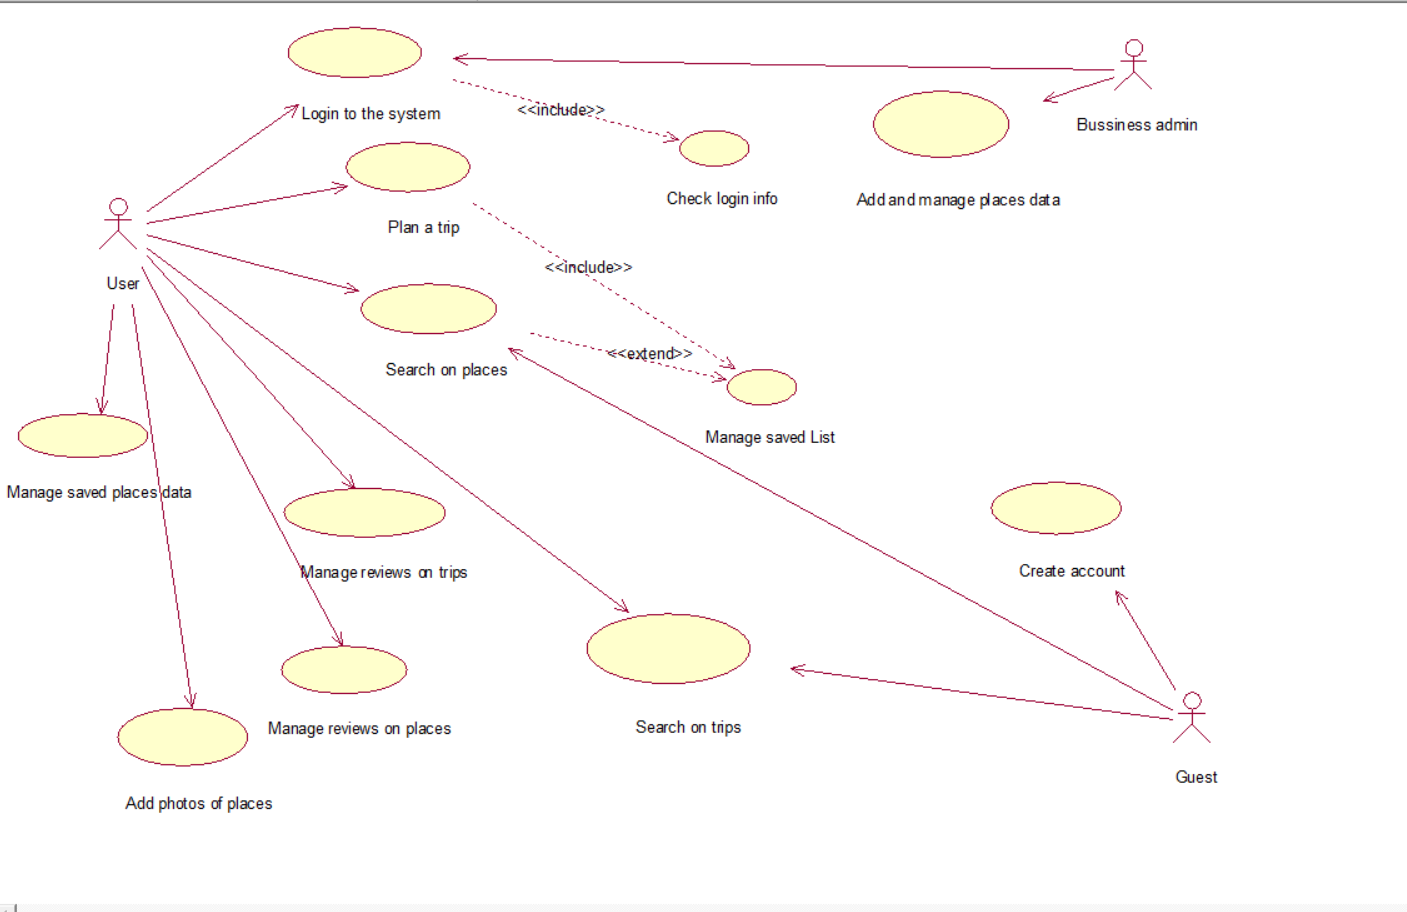 Login to the system
<<include>>
Bussiness admin
Check login info
Add and manage places data
Plan a trip
<<include>>
User
<<extend>>
Search on places
Manage saved List
Manage saved places data
Manage reviews on trips
Create account
Manage reviews on places
Search on trips
Guest
Add photos of places